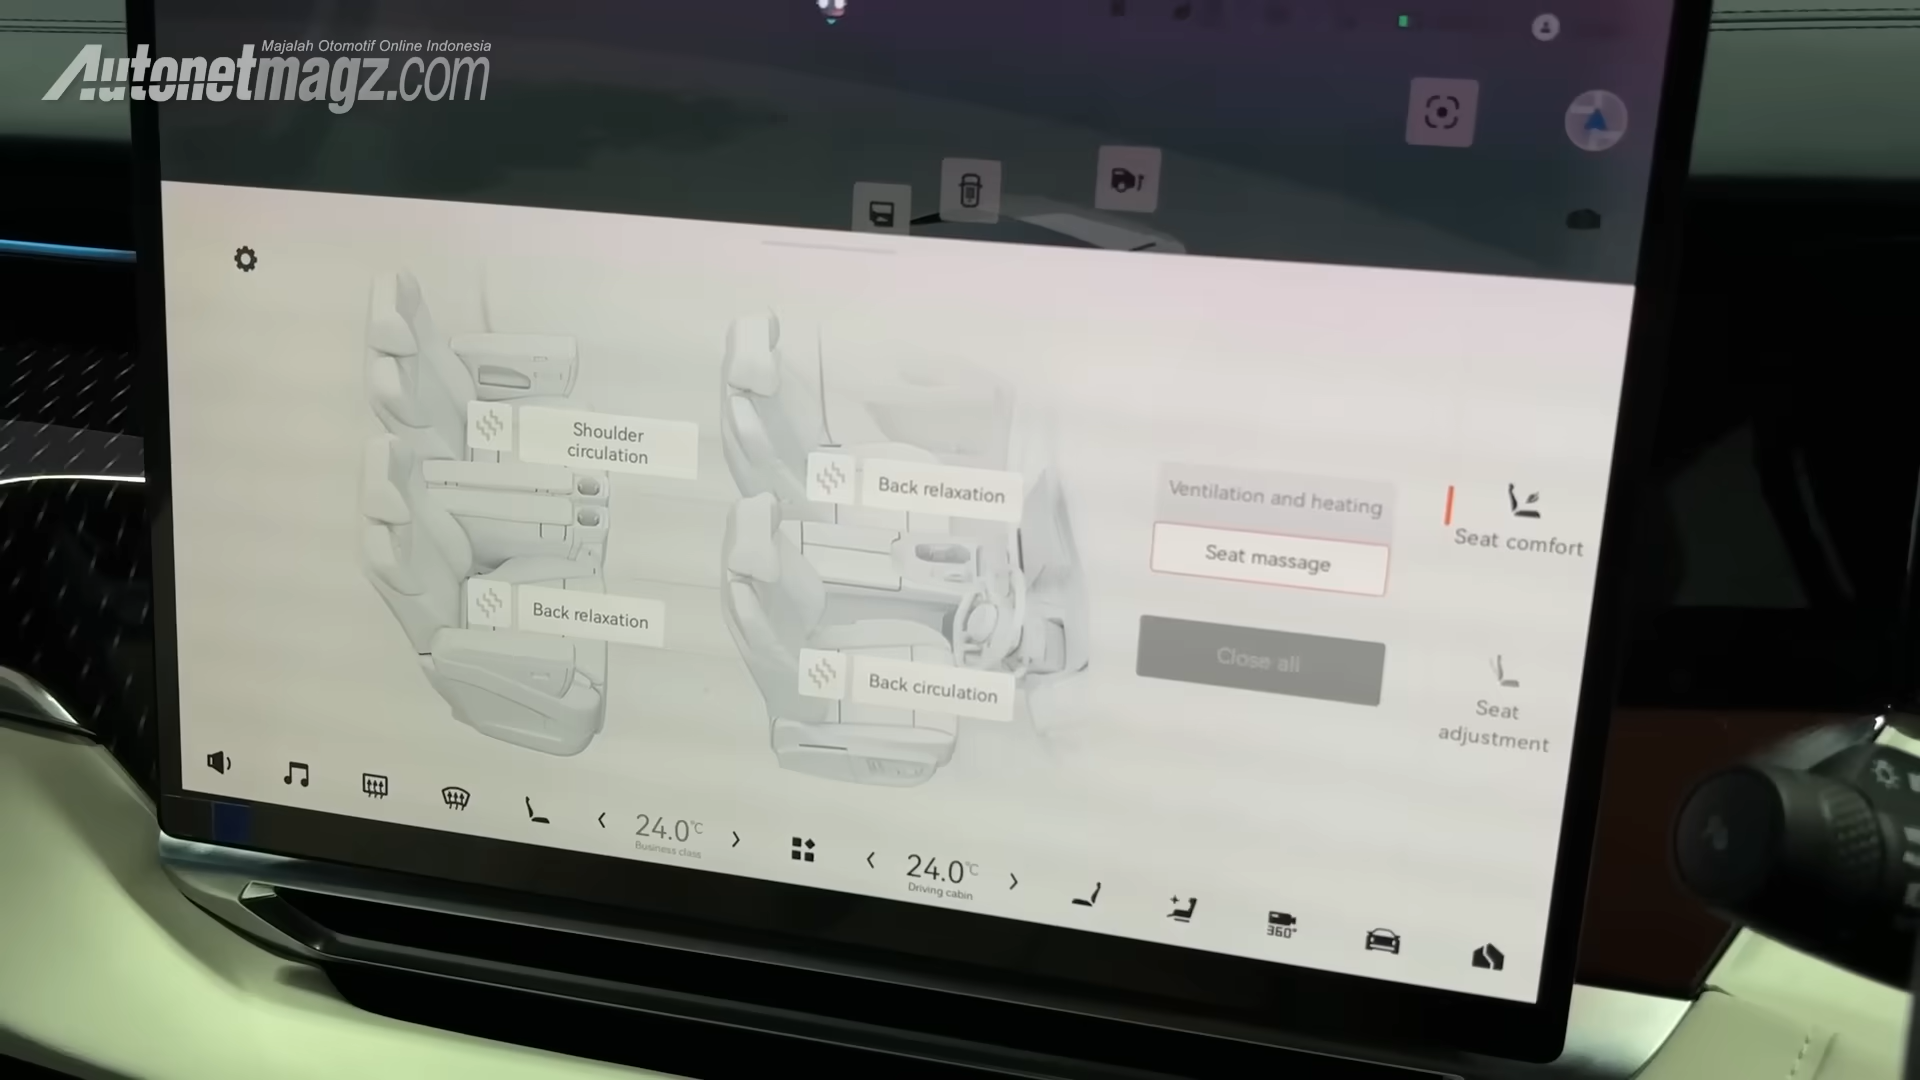 Majalah Otomotif Online Indonesia
Autonetmagz.com
Shoulder
circulation
Back relaxation
Back relaxation
Back circulation
Ventilation and heating
Seat massage
Close all
Seat comfort
Seat
adjustment
24.0°C
Business class
24.0°C
Driving cabin
360°